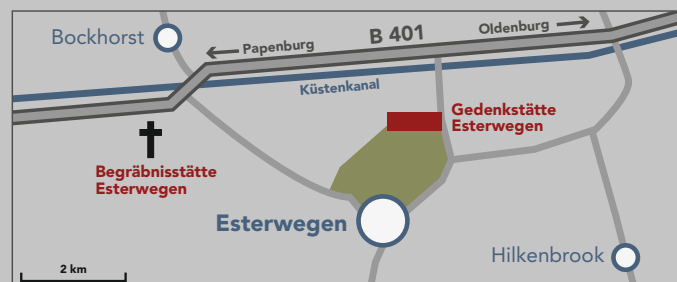 Bockhorst
Papenburg
B 401
Oldenburg
Küstenkanal
Gedenkstätte
Esterwegen
Begräbnisstätte
Esterwegen
Esterwegen
Hilkenbrook
2 km